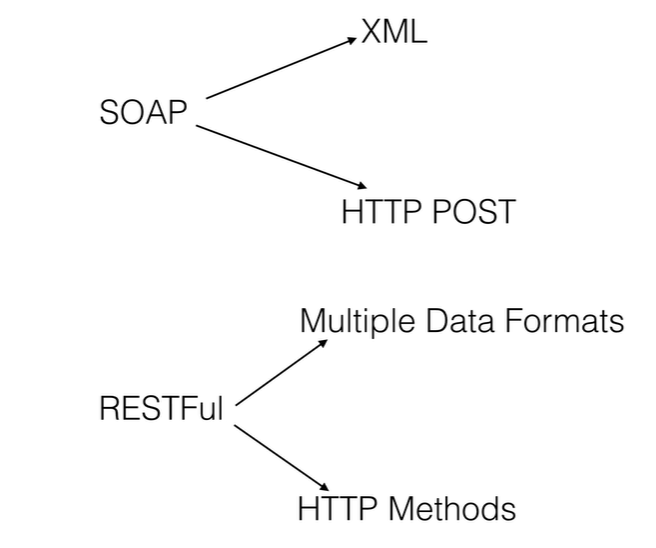 XML
SOAP
HTTP POST
Multiple Data Formats
RESTFul
HTTP Methods